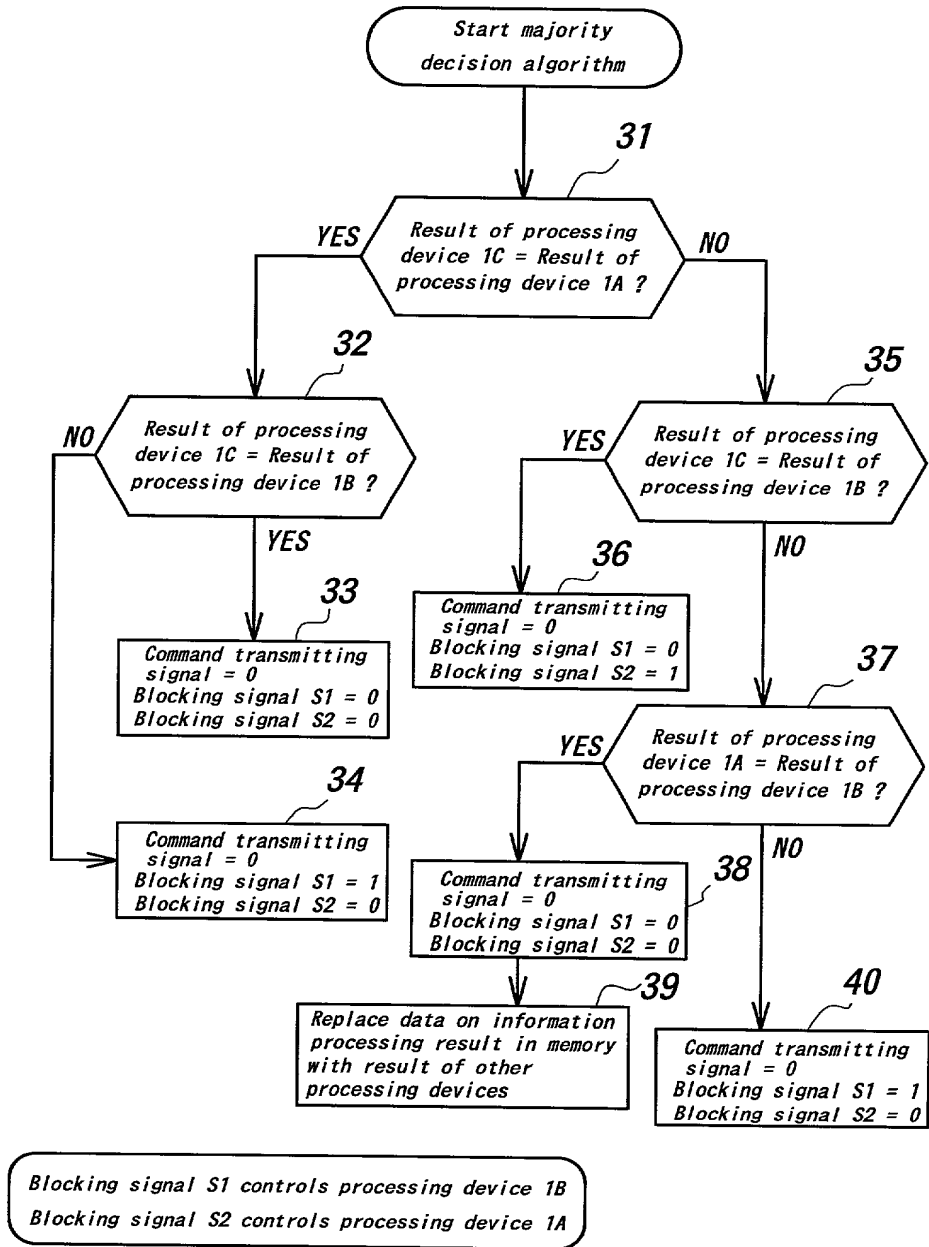 Start majority
decision algorithm
31
Result of processing
device 1C = Result of
processing device 1A ?
YES
NO
32
Result of processing
device 1C = Result of
processing device 1B ?
NO
YES
35
Result of processing
device 1C = Result of
processing device 1B ?
YES
NO
33
Command transmitting
signal = 0
Blocking signal S1 = 0
Blocking signal S2 = 0
36
Command transmitting
signal = 0
Blocking signal S1 = 0
Blocking signal S2 = 1
37
Result of processing
device 1A = Result of
processing device 1B ?
YES
NO
34
Command transmitting
signal = 0
Blocking signal S1 = 1
Blocking signal S2 = 0
38
Command transmitting
signal = 0
Blocking signal S1 = 0
Blocking signal S2 = 0
39
Replace data on information
processing result in memory
with result of other
processing devices
40
Command transmitting
signal = 0
Blocking signal S1 = 1
Blocking signal S2 = 0
Blocking signal S1 controls processing device 1B
Blocking signal S2 controls processing device 1A